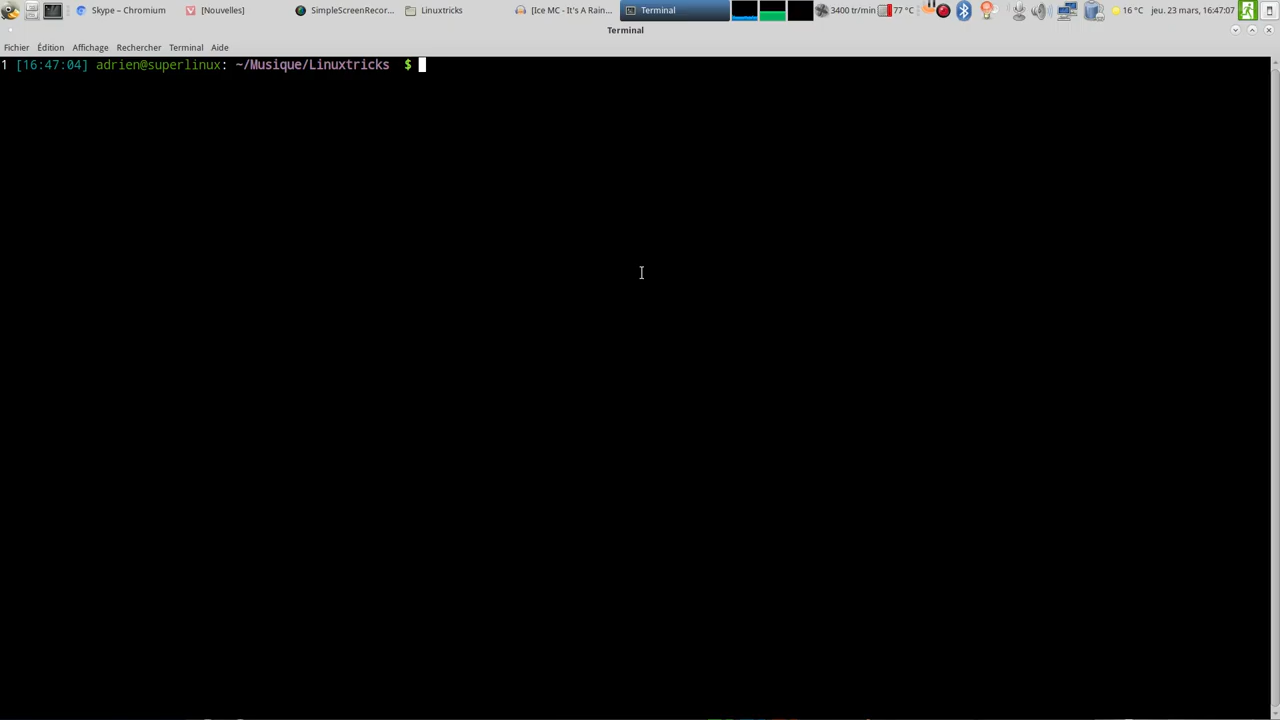 Skype – Chromium [Nouvelles] SimpleScreenRecor... Linuxtricks [Ice MC - It's A Rain... Terminal 3400 tr/min 77 °C 16 °C jeu. 23 mars, 16:47:07
Terminal
Fichier Édition Affichage Rechercher Terminal Aide
1 [16:47:04] adrien@superlinux: ~/Musique/Linuxtricks $